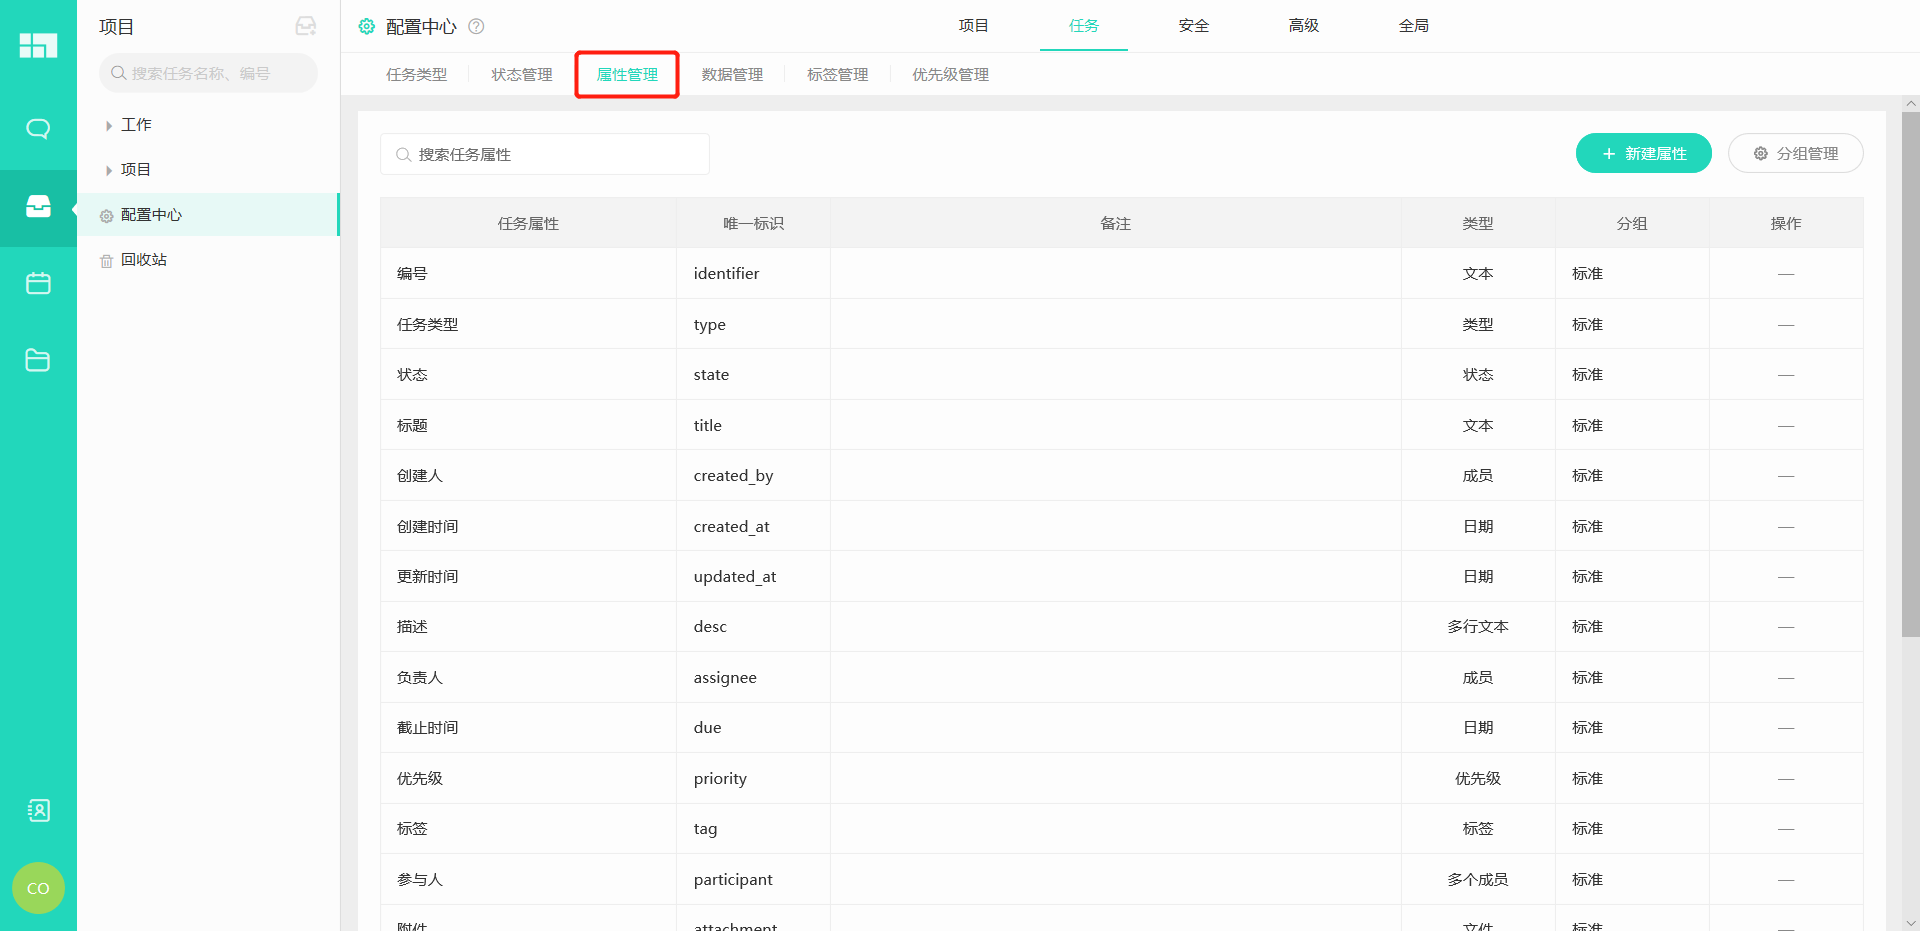 项目
搜索任务名称、编号
工作
项目
配置中心
回收站
CO
配置中心
项目 任务 安全 高级 全局
任务类型 状态管理 属性管理 数据管理 标签管理 优先级管理
搜索任务属性
新建属性
分组管理
任务属性 唯一标识 备注 类型 分组 操作
编号 identifier 文本 标准 —
任务类型 type 类型 标准 —
状态 state 状态 标准 —
标题 title 文本 标准 —
创建人 created_by 成员 标准 —
创建时间 created_at 日期 标准 —
更新时间 updated_at 日期 标准 —
描述 desc 多行文本 标准 —
负责人 assignee 成员 标准 —
截止时间 due 日期 标准 —
优先级 priority 优先级 标准 —
标签 tag 标签 标准 —
参与人 participant 多个成员 标准 —
附件 attachment 文件 标准 —